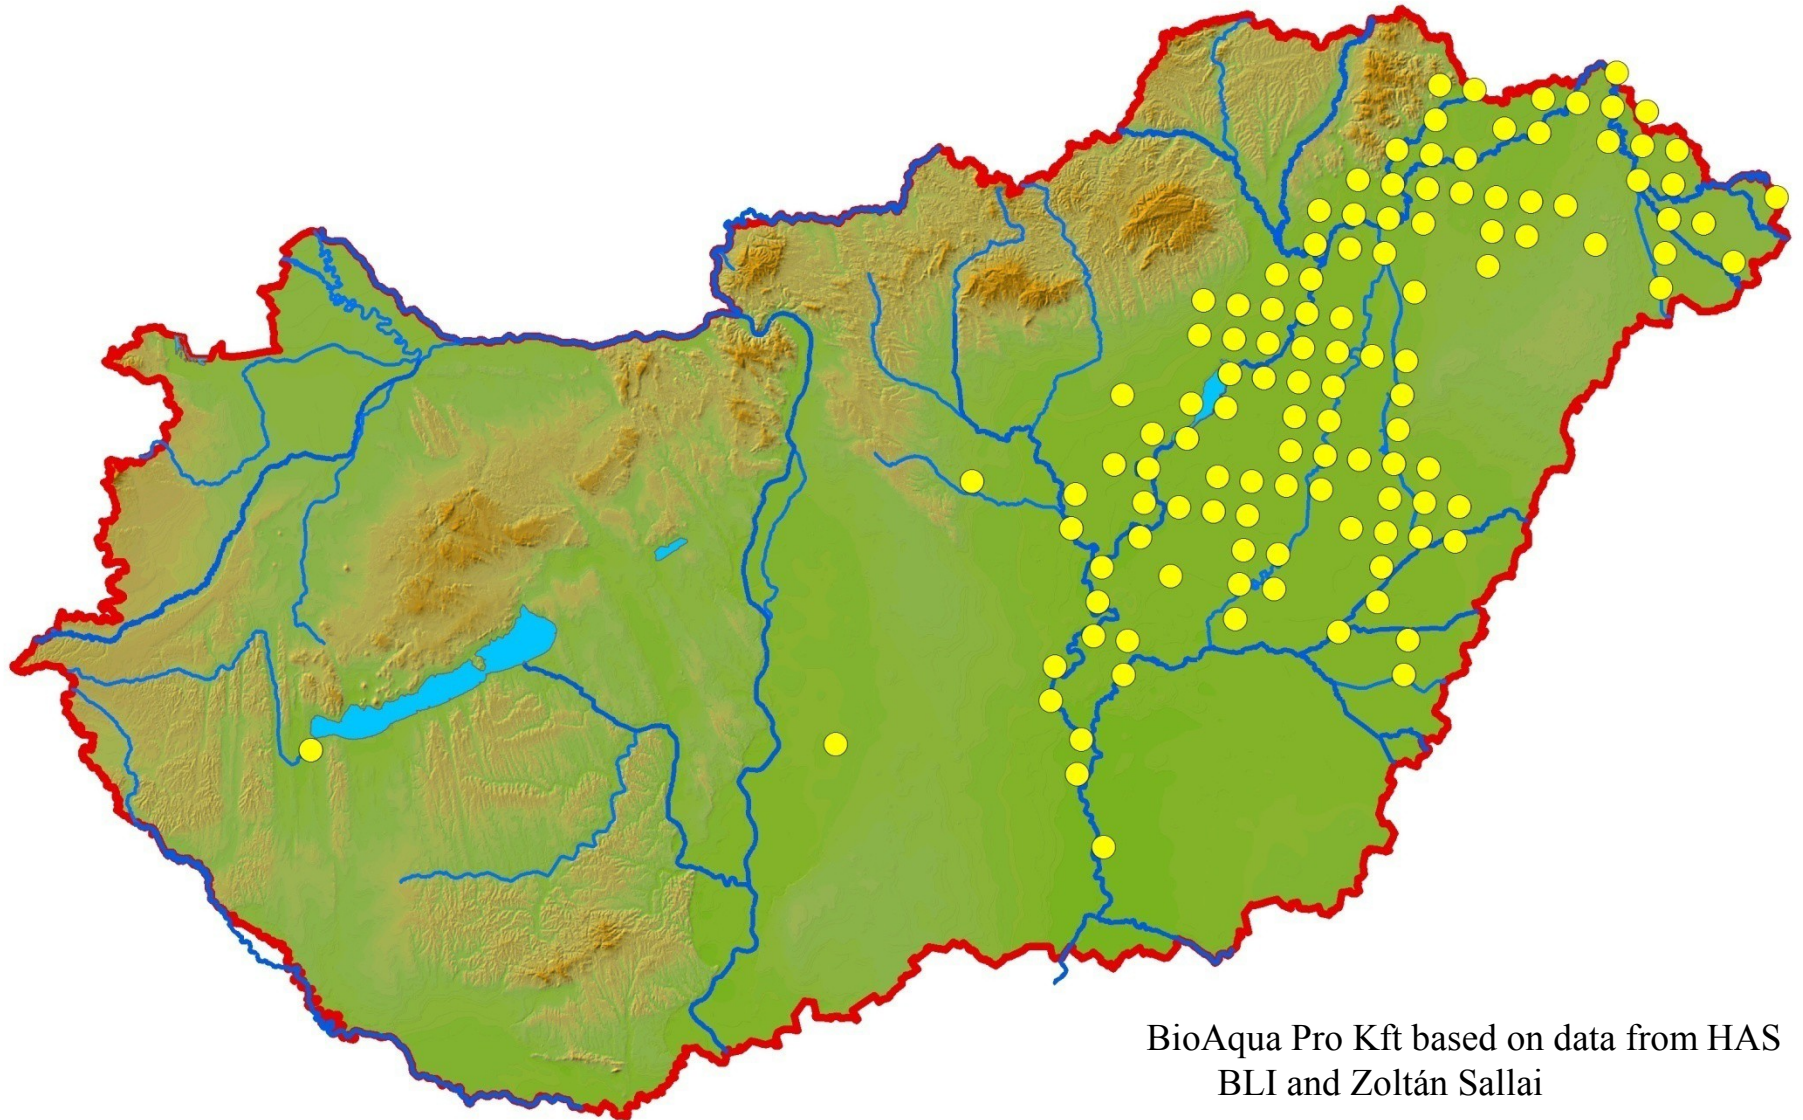 BioAqua Pro Kft based on data from HAS
BLI and Zoltán Sallai